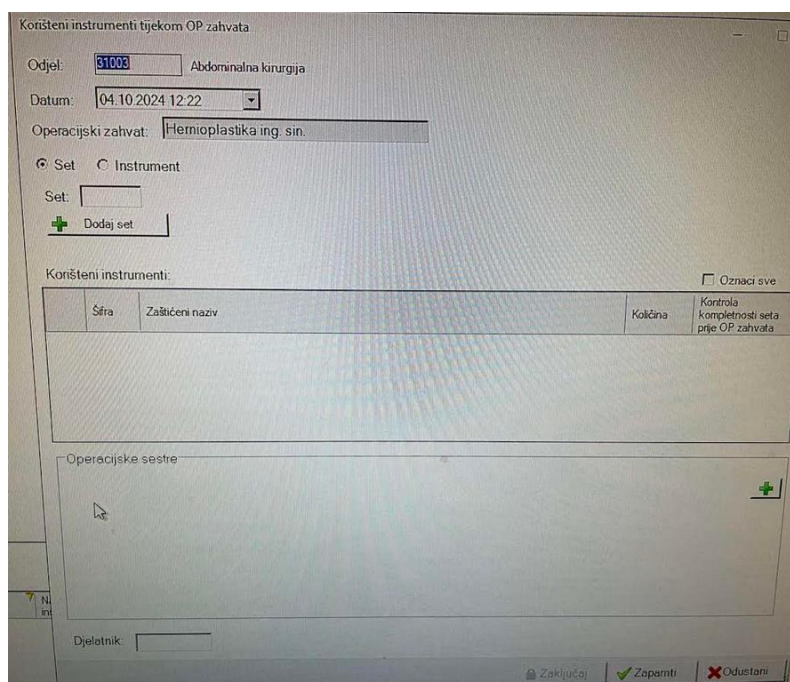 Korišteni instrumenti tijekom OP zahvata
Odjel: 31003 Abdominalna kirurgija
Datum: 04.10.2024 12:22
Operacijski zahvat: Hernioplastika ing. sin.
Set Instrument
Set:
Dodaj set
Korišteni instrumenti:
Oznaci sve
Šifra Zaštićeni naziv Količina Kontrola
kompletnosti seta
prije OP zahvata
Operacijske sestre
Djelatnik:
Zaključaj Zapamti Odustani